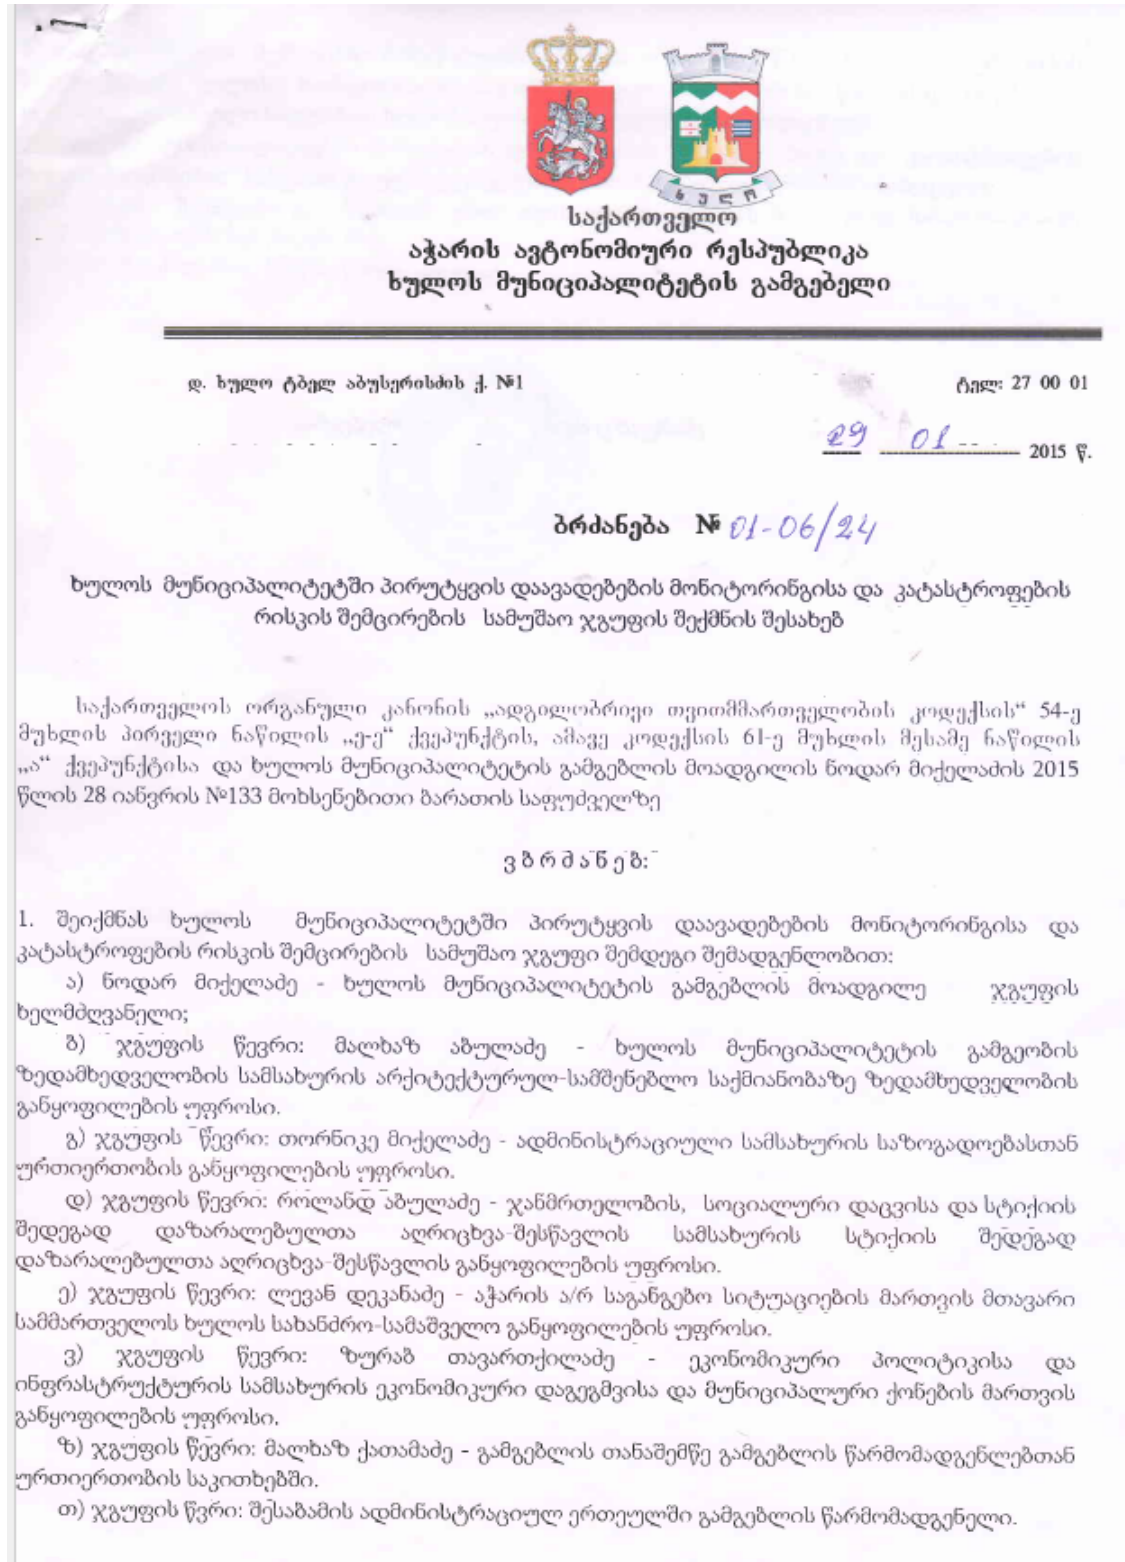 ხულო
საქართველო
აჭარის ავტონომიური რესპუბლიკა
ხულოს მუნიციპალიტეტის გამგებელი
დ. ხულო ტბელ აბუსერისძის ქ. №1 ტელ: 27 00 01
29 01 2015 წ.
ბრძანება № 01-06/24
ხულოს მუნიციპალიტეტში პირუტყვის დაავადებების მონიტორინგისა და კატასტროფების
რისკის შემცირების სამუშაო ჯგუფის შექმნის შესახებ
საქართველოს ორგანული კანონის „ადგილობრივი თვითმმართველობის კოდექსის“ 54-ე
მუხლის პირველი ნაწილის „ე-ე“ ქვეპუნქტის, ამავე კოდექსის 61-ე მუხლის მესამე ნაწილის
„ა“ ქვეპუნქტისა და ხულოს მუნიციპალიტეტის გამგებლის მოადგილის ნოდარ მიქელაძის 2015
წლის 28 იანვრის №133 მოხსენებითი ბარათის საფუძველზე
ვ ბ რ ძ ა ნ ე ბ:
1. შეიქმნას ხულოს მუნიციპალიტეტში პირუტყვის დაავადებების მონიტორინგისა და
კატასტროფების რისკის შემცირების სამუშაო ჯგუფი შემდეგი შემადგენლობით:
ა) ნოდარ მიქელაძე - ხულოს მუნიციპალიტეტის გამგებლის მოადგილე ჯგუფის
ხელმძღვანელი;
ბ) ჯგუფის წევრი: მალხაზ აბულაძე - ხულოს მუნიციპალიტეტის გამგეობის
ზედამხედველობის სამსახურის არქიტექტურულ-სამშენებლო საქმიანობაზე ზედამხედველობის
განყოფილების უფროსი.
გ) ჯგუფის წევრი: თორნიკე მიქელაძე - ადმინისტრაციული სამსახურის საზოგადოებასთან
ურთიერთობის განყოფილების უფროსი.
დ) ჯგუფის წევრი: როლანდ აბულაძე - ჯანმრთელობის, სოციალური დაცვისა და სტიქიის
შედეგად დაზარალებულთა აღრიცხვა-შესწავლის სამსახურის სტიქიის შედეგად
დაზარალებულთა აღრიცხვა-შესწავლის განყოფილების უფროსი.
ე) ჯგუფის წევრი: ლევან დეკანაძე - აჭარის ა/რ საგანგებო სიტუაციების მართვის მთავარი
სამმართველოს ხულოს სახანძრო-სამაშველო განყოფილების უფროსი.
ვ) ჯგუფის წევრი: ზურაბ თავართქილაძე - ეკონომიკური პოლიტიკისა და
ინფრასტრუქტურის სამსახურის ეკონომიკური დაგეგმვისა და მუნიციპალური ქონების მართვის
განყოფილების უფროსი.
ზ) ჯგუფის წევრი: მალხაზ ქათამაძე - გამგებლის თანაშემწე გამგებლის წარმომადგენლებთან
ურთიერთობის საკითხებში.
თ) ჯგუფის წვრი: შესაბამის ადმინისტრაციულ ერთეულში გამგებლის წარმომადგენელი.